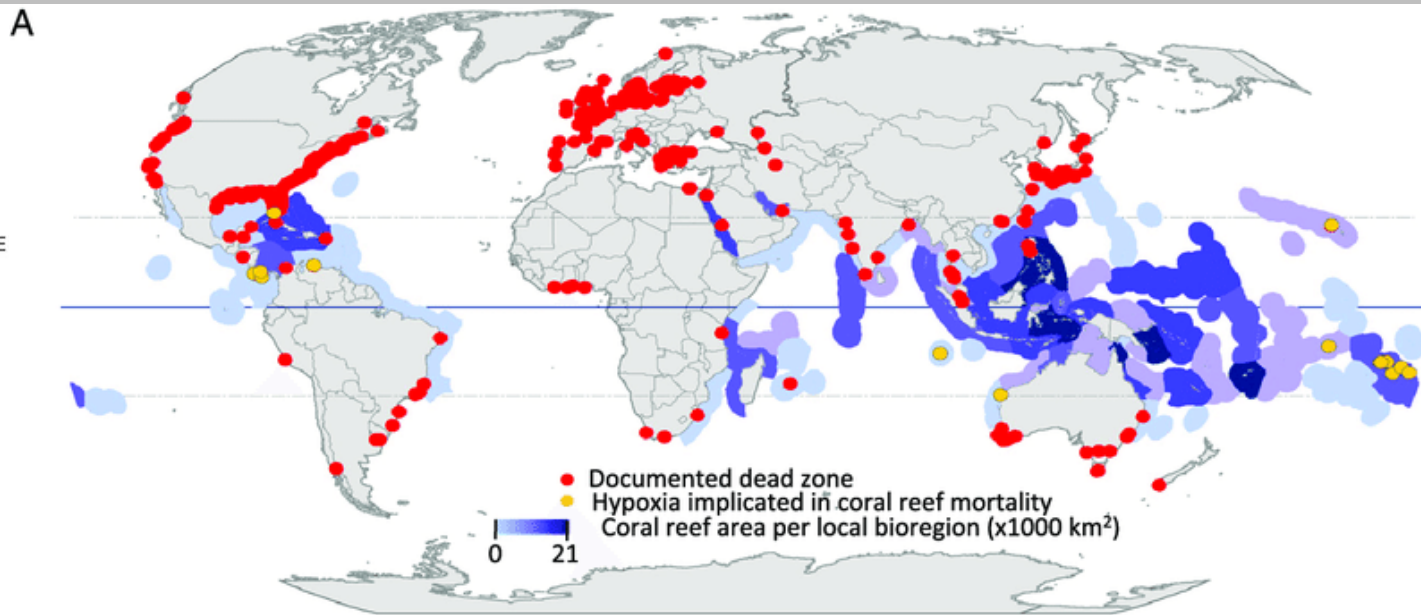 A
E
Documented dead zone
Hypoxia implicated in coral reef mortality
Coral reef area per local bioregion (x1000 km²)
0 21